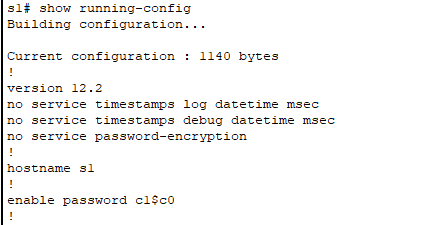 s1# show running-config
Building configuration...
Current configuration : 1140 bytes
!
version 12.2
no service timestamps log datetime msec
no service timestamps debug datetime msec
no service password-encryption
!
hostname s1
!
enable password c1$c0
!